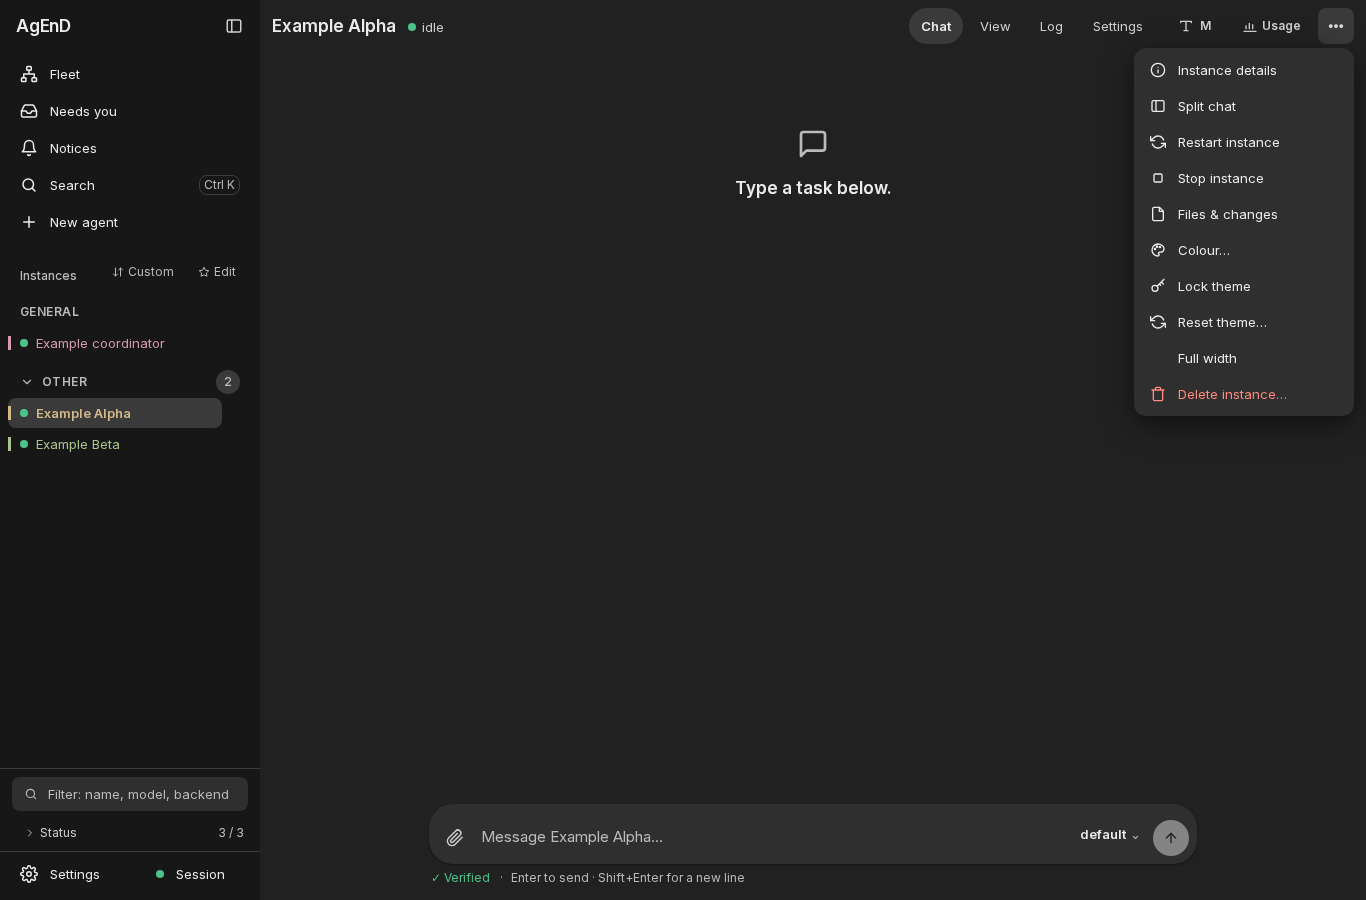 AgEnD
Fleet
Needs you
Notices
Search
Ctrl K
New agent
Instances
Custom
Edit
GENERAL
Example coordinator
OTHER
2
Example Alpha
Example Beta
Filter: name, model, backend
Status
3 / 3
Settings
Session
Example Alpha
idle
Chat
View
Log
Settings
M
Usage
Instance details
Split chat
Restart instance
Stop instance
Files & changes
Colour…
Lock theme
Reset theme…
Full width
Delete instance…
Type a task below.
Message Example Alpha…
default
✓ Verified · Enter to send · Shift+Enter for a new line